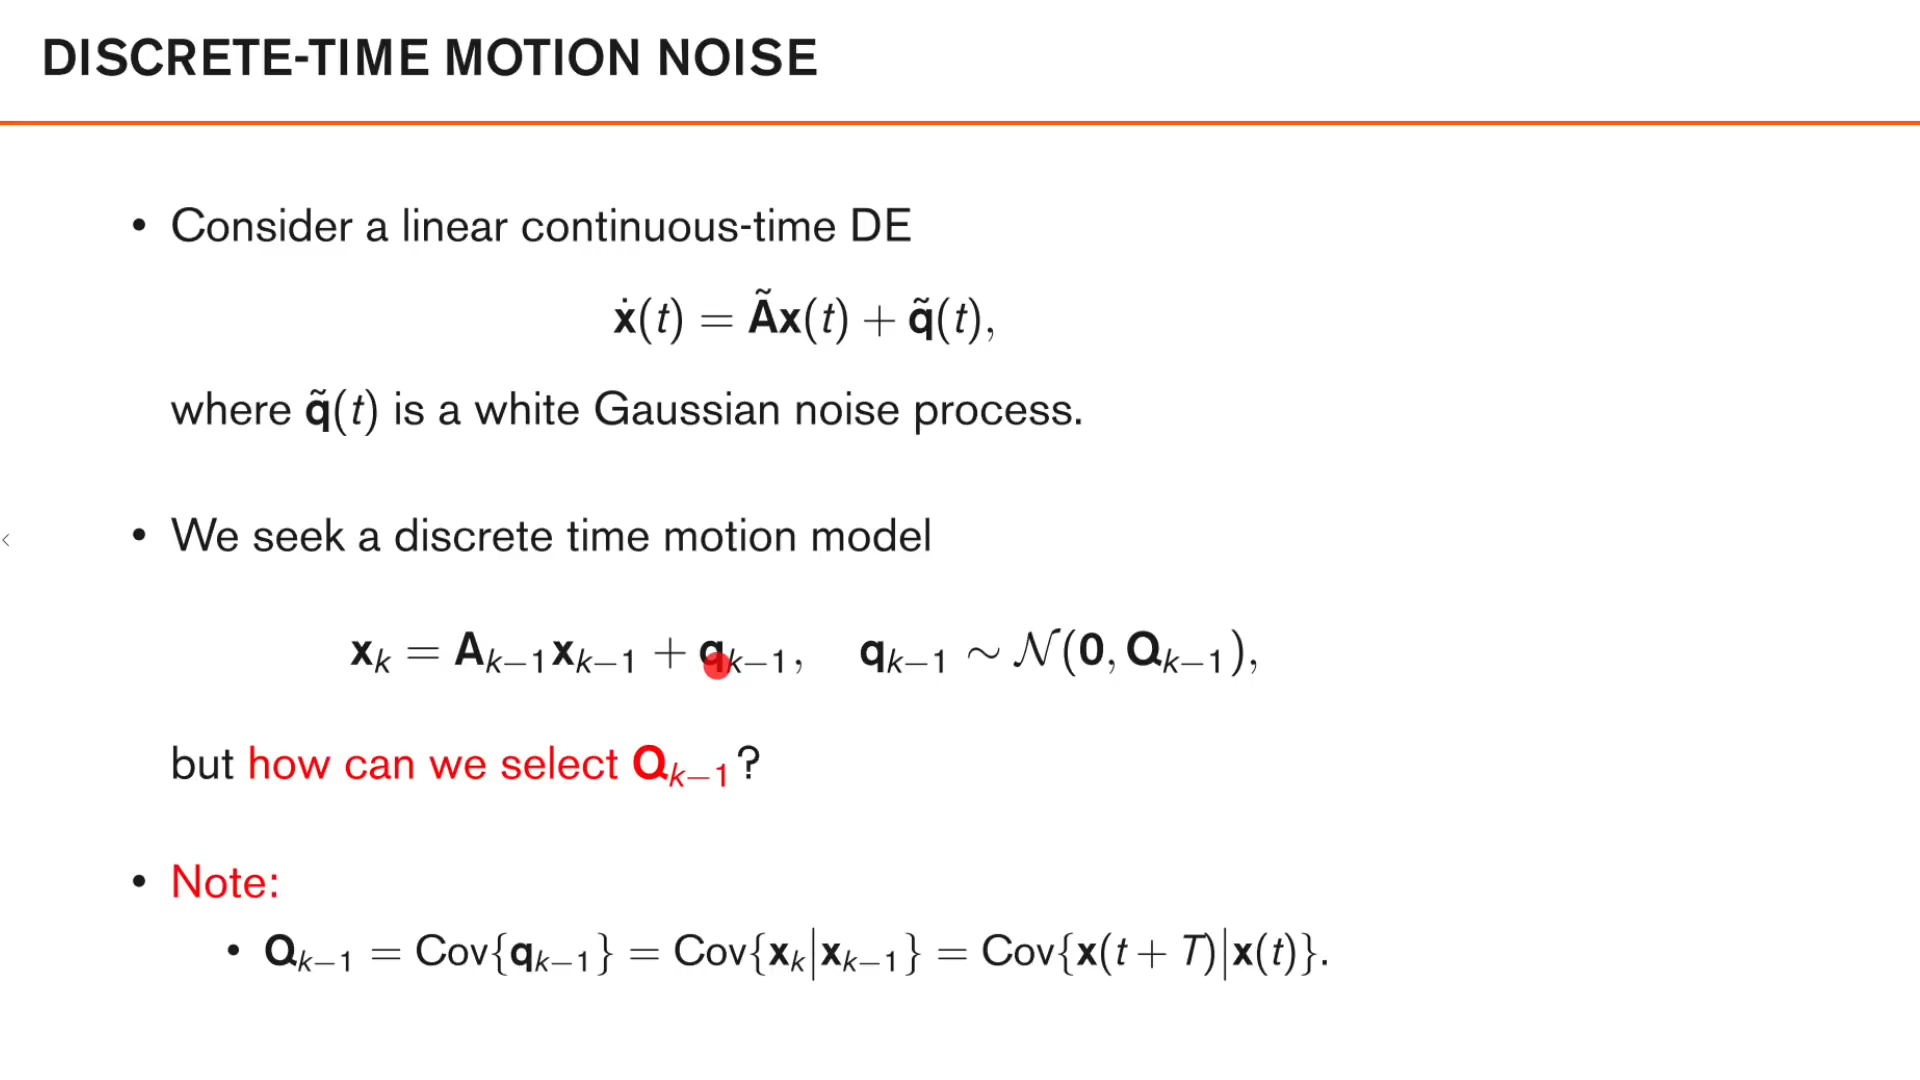 DISCRETE-TIME MOTION NOISE
• Consider a linear continuous-time DE
ẋ(t) = Ãx(t) + q̃(t),
where q̃(t) is a white Gaussian noise process.
• We seek a discrete time motion model
xₖ = Aₖ₋₁xₖ₋₁ + qₖ₋₁, qₖ₋₁ ∼ 𝒩(0, Qₖ₋₁),
but how can we select Qₖ₋₁?
• Note:
• Qₖ₋₁ = Cov{qₖ₋₁} = Cov{xₖ|xₖ₋₁} = Cov{x(t + T)|x(t)}.